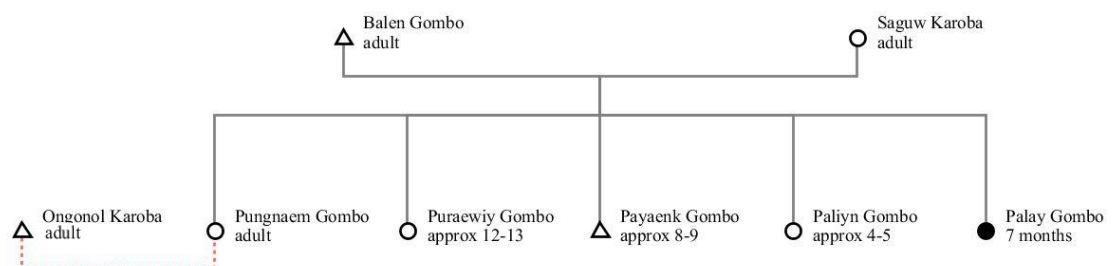 Balen Gombo
adult
Saguw Karoba
adult
Ongonol Karoba
adult
Pungnaem Gombo
adult
Puraewiy Gombo
approx 12-13
Payaenk Gombo
approx 8-9
Paliyn Gombo
approx 4-5
Palay Gombo
7 months